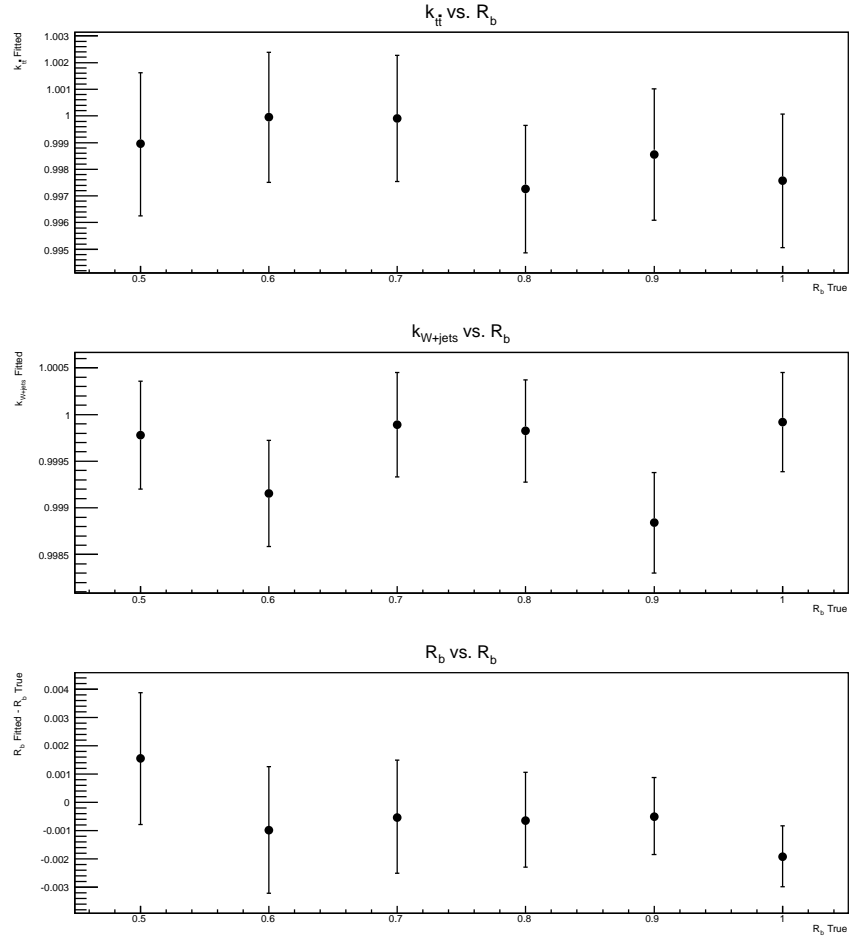 k_tt̄ vs. R_b
k_tt̄ Fitted
1.003
1.002
1.001
1
0.999
0.998
0.997
0.996
0.995
0.5 0.6 0.7 0.8 0.9 1
R_b True
k_W+jets vs. R_b
k_W+jets Fitted
1.0005
1
0.9995
0.999
0.9985
0.5 0.6 0.7 0.8 0.9 1
R_b True
R_b vs. R_b
R_b Fitted - R_b True
0.004
0.003
0.002
0.001
0
-0.001
-0.002
-0.003
0.5 0.6 0.7 0.8 0.9 1
R_b True